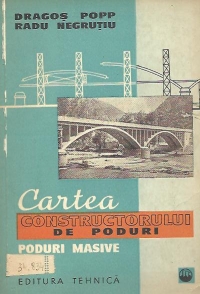 DRAGOȘ POPP
RADU NEGRUȚIU
Cartea
CONSTRUCTORULUI
DE PODURI
PODURI MASIVE
EDITURA TEHNICĂ